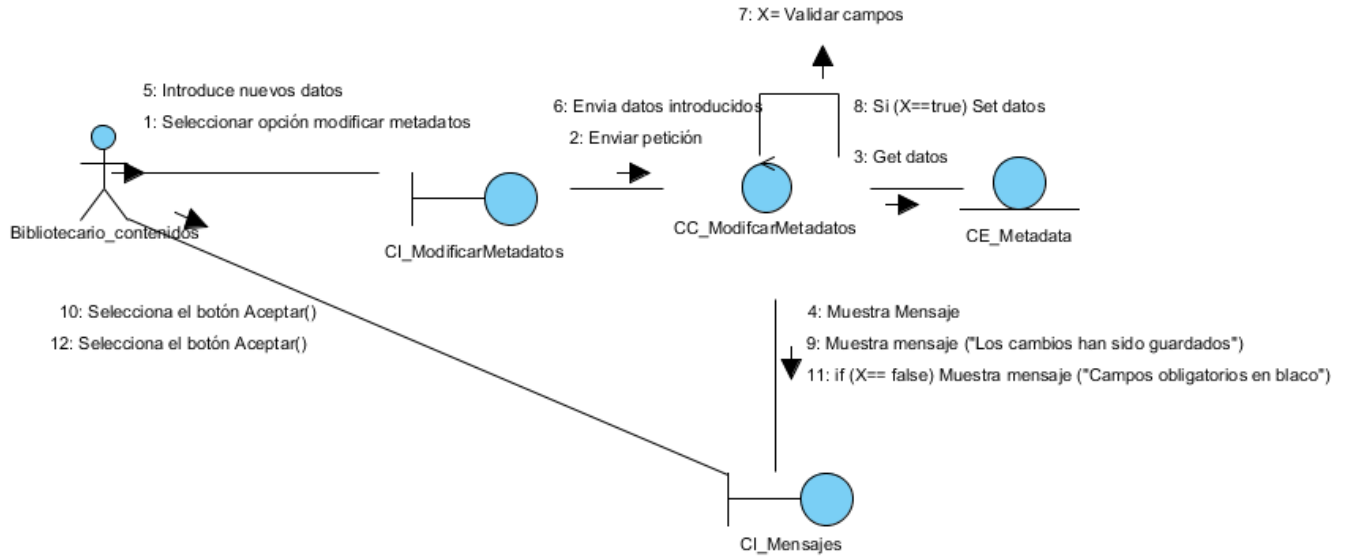 7: X= Validar campos
5: Introduce nuevos datos
1: Seleccionar opción modificar metadatos
6: Envia datos introducidos
2: Enviar petición
8: Si (X==true) Set datos
3: Get datos
Bibliotecario_contenidos
CI_ModificarMetadatos
CC_ModifcarMetadatos
CE_Metadata
10: Selecciona el botón Aceptar()
12: Selecciona el botón Aceptar()
4: Muestra Mensaje
9: Muestra mensaje ("Los cambios han sido guardados")
11: if (X== false) Muestra mensaje ("Campos obligatorios en blaco")
CI_Mensajes